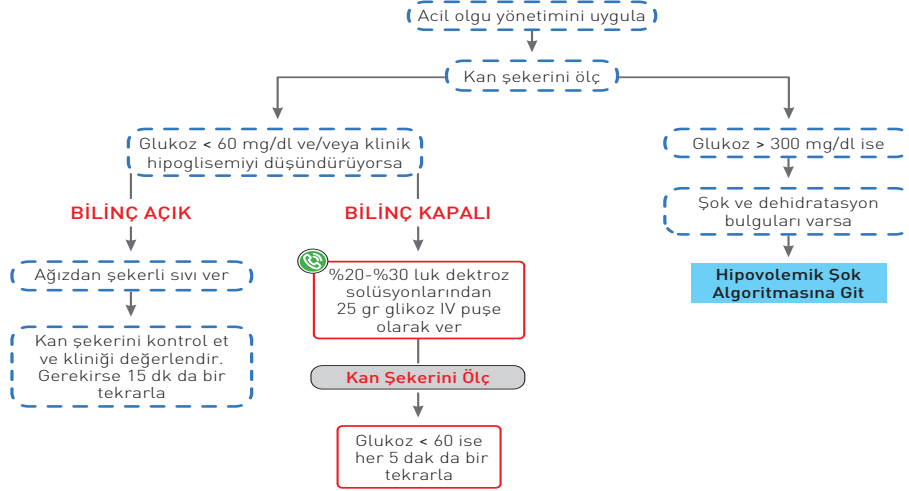 Acil olgu yönetimini uygula
Kan şekerini ölç
Glukoz < 60 mg/dl ve/veya klinik
hipoglisemiyi düşündürüyorsa
BİLİNÇ AÇIK
Ağızdan şekerli sıvı ver
Kan şekerini kontrol et
ve kliniği değerlendir.
Gerekirse 15 dk da bir
tekrarla
BİLİNÇ KAPALI
%20-%30 luk dektroz
solüsyonlarından
25 gr glikoz IV puşe
olarak ver
Kan Şekerini Ölç
Glukoz < 60 ise
her 5 dak da bir
tekrarla
Glukoz > 300 mg/dl ise
Şok ve dehidratasyon
bulguları varsa
Hipovolemik Şok
Algoritmasına Git